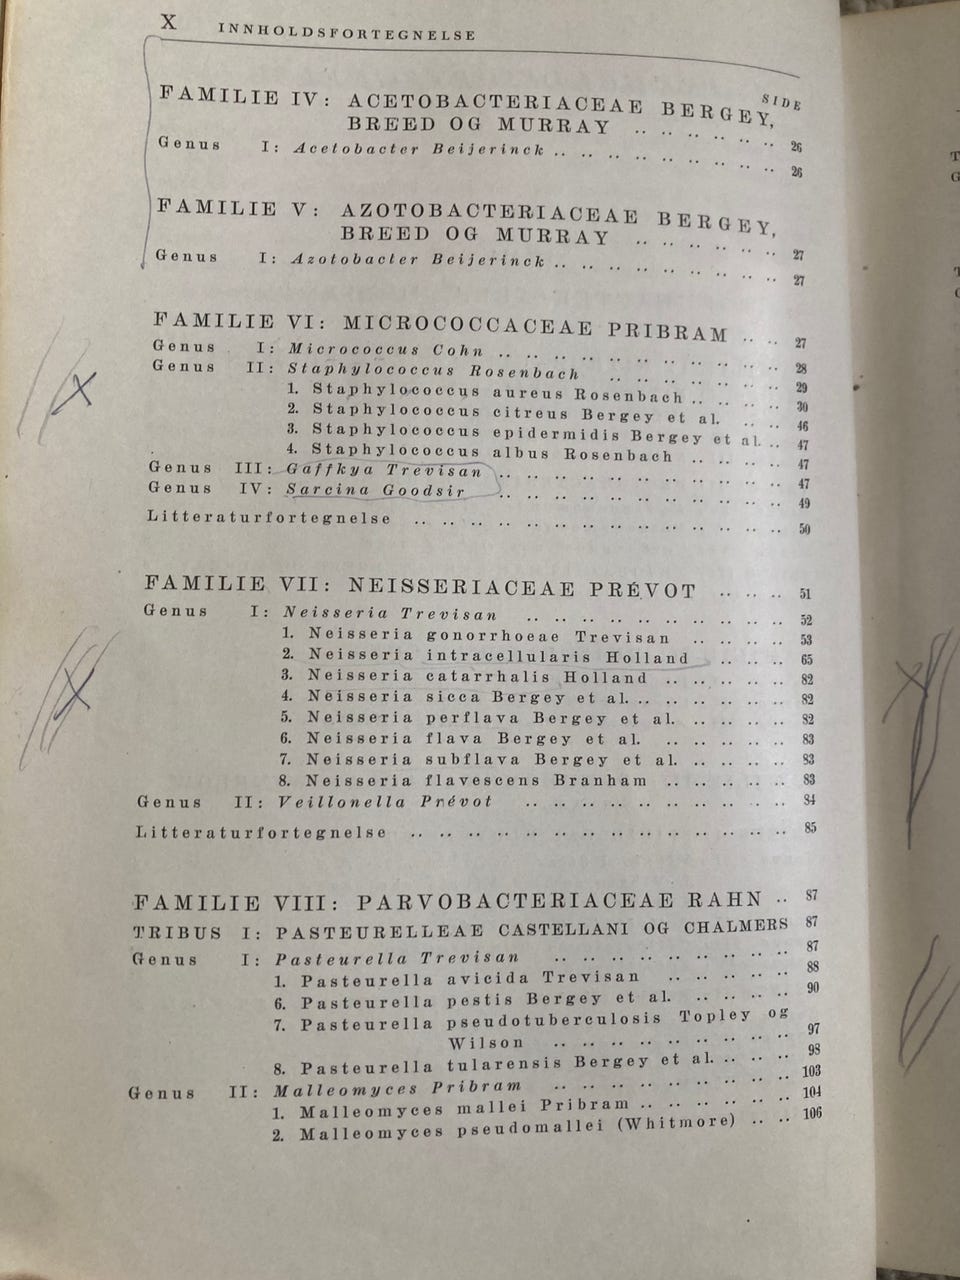 X INNHOLDSFORTEGNELSE
SIDE
FAMILIE IV: ACETOBACTERIACEAE BERGEY,
BREED OG MURRAY .. .. .. .. 26
Genus I: Acetobacter Beijerinck .. .. .. .. .. .. .. .. 26
FAMILIE V: AZOTOBACTERIACEAE BERGEY,
BREED OG MURRAY .. .. .. .. 27
Genus I: Azotobacter Beijerinck .. .. .. .. .. .. .. .. 27
FAMILIE VI: MICROCOCCACEAE PRIBRAM .. .. 27
Genus I: Micrococcus Cohn .. .. .. .. .. .. .. .. .. 28
Genus II: Staphylococcus Rosenbach .. .. .. .. .. .. 29
1. Staphylococcus aureus Rosenbach .. .. .. .. 30
2. Staphylococcus citreus Bergey et al. .. .. 46
3. Staphylococcus epidermidis Bergey et al. .. 47
4. Staphylococcus albus Rosenbach .. .. .. .. 47
Genus III: Gaffkya Trevisan .. .. .. .. .. .. .. .. .. 47
Genus IV: Sarcina Goodsir .. .. .. .. .. .. .. .. .. 49
Litteraturfortegnelse .. .. .. .. .. .. .. .. .. .. .. .. 50
FAMILIE VII: NEISSERIACEAE PRÉVOT .. .. .. 51
Genus I: Neisseria Trevisan .. .. .. .. .. .. .. .. 52
1. Neisseria gonorrhoeae Trevisan .. .. .. .. 53
2. Neisseria intracellularis Holland .. .. .. 65
3. Neisseria catarrhalis Holland .. .. .. .. .. 82
4. Neisseria sicca Bergey et al. .. .. .. .. .. 82
5. Neisseria perflava Bergey et al. .. .. .. .. 82
6. Neisseria flava Bergey et al. .. .. .. .. .. 83
7. Neisseria subflava Bergey et al. .. .. .. .. 83
8. Neisseria flavescens Branham .. .. .. .. .. 83
Genus II: Veillonella Prévot .. .. .. .. .. .. .. .. 84
Litteraturfortegnelse .. .. .. .. .. .. .. .. .. .. .. .. 85
FAMILIE VIII: PARVOBACTERIACEAE RAHN .. 87
TRIBUS I: PASTEURELLEAE CASTELLANI OG CHALMERS 87
Genus I: Pasteurella Trevisan .. .. .. .. .. .. .. 87
1. Pasteurella avicida Trevisan .. .. .. .. .. 88
6. Pasteurella pestis Bergey et al. .. .. .. .. 90
7. Pasteurella pseudotuberculosis Topley og
Wilson .. .. .. .. .. .. .. .. 97
8. Pasteurella tularensis Bergey et al. .. .. .. 98
Genus II: Malleomyces Pribram .. .. .. .. .. .. .. 103
1. Malleomyces mallei Pribram .. .. .. .. .. .. 104
2. Malleomyces pseudomallei (Whitmore) .. .. 106